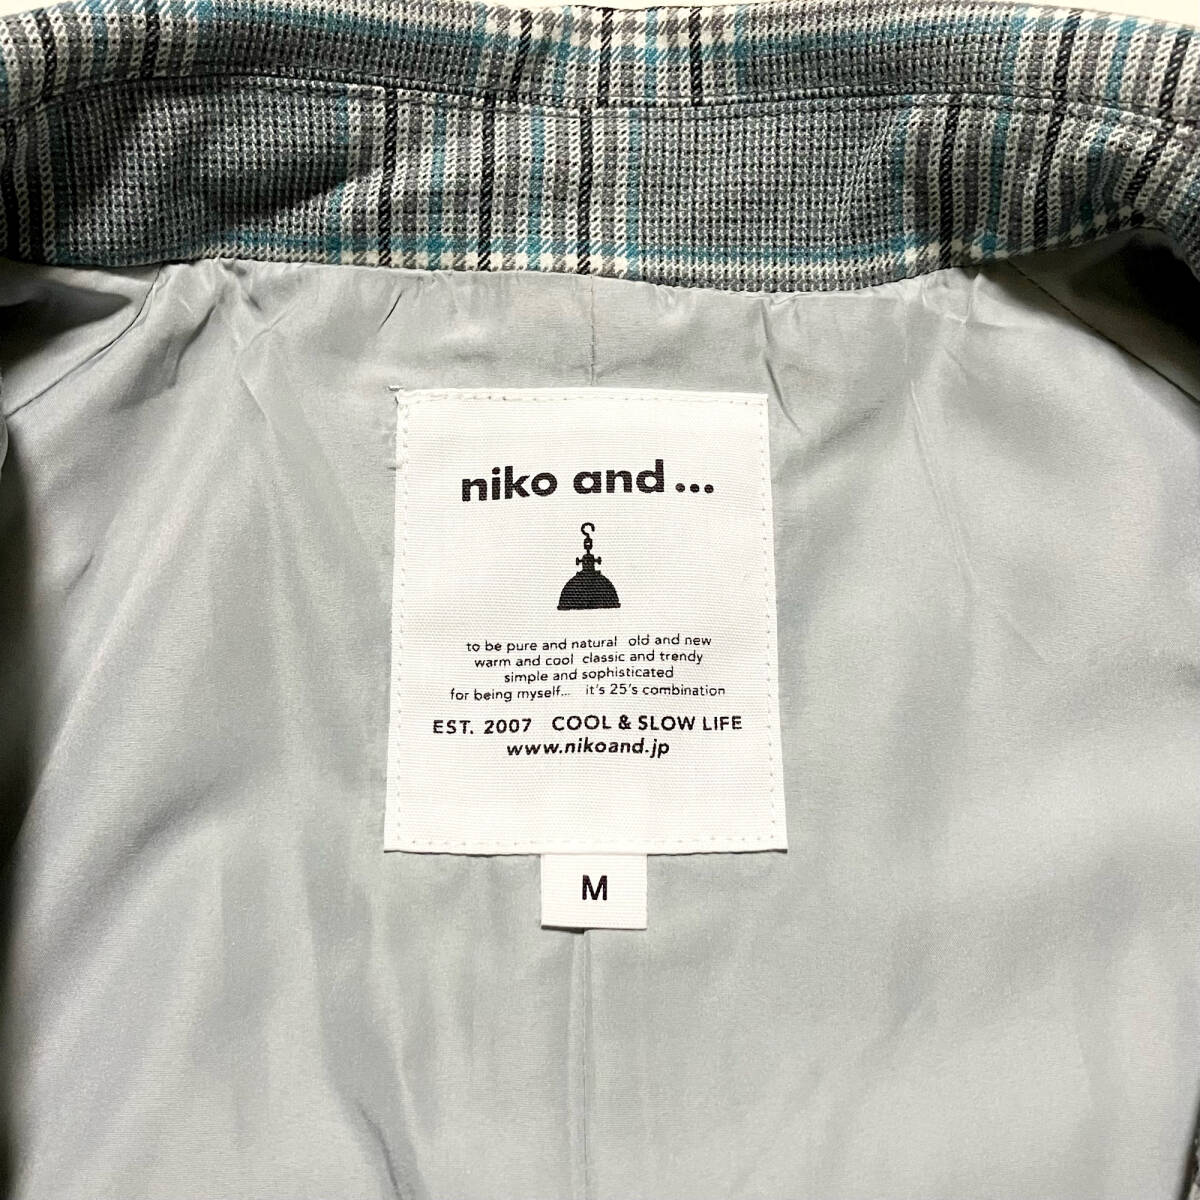 niko and ...
to be pure and natural old and new
warm and cool classic and trendy
simple and sophisticated
for being myself... it's 25's combination
EST. 2007 COOL & SLOW LIFE
www.nikoand.jp
M